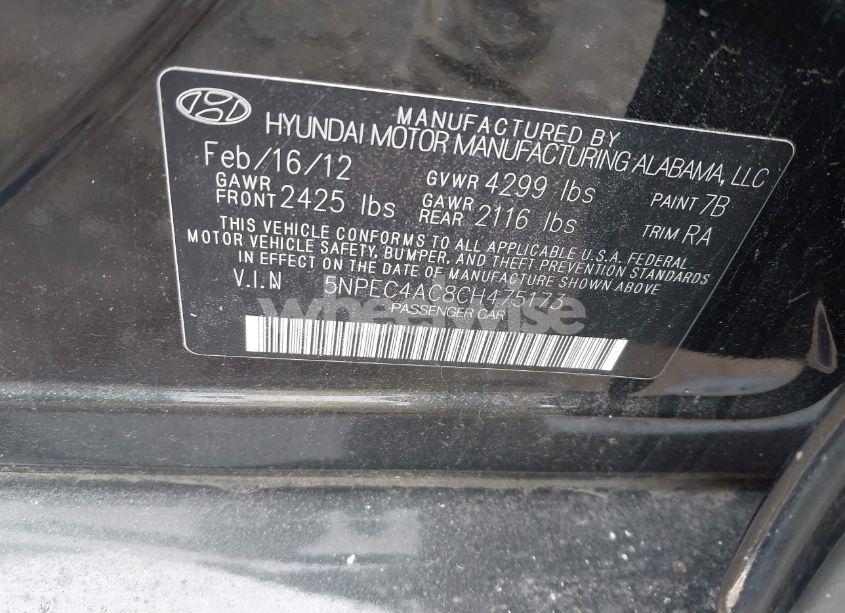 MANUFACTURED BY
HYUNDAI MOTOR MANUFACTURING ALABAMA, LLC
Feb/16/12 GVWR 4299 lbs PAINT 7B
GAWR FRONT 2425 lbs GAWR REAR 2116 lbs TRIM RA
THIS VEHICLE CONFORMS TO ALL APPLICABLE U.S.A. FEDERAL
MOTOR VEHICLE SAFETY, BUMPER, AND THEFT PREVENTION STANDARDS
IN EFFECT ON THE DATE OF MANUFACTURE SHOWN ABOVE
V.I.N 5NPEC4AC8CH475173
PASSENGER CAR
wheelwise